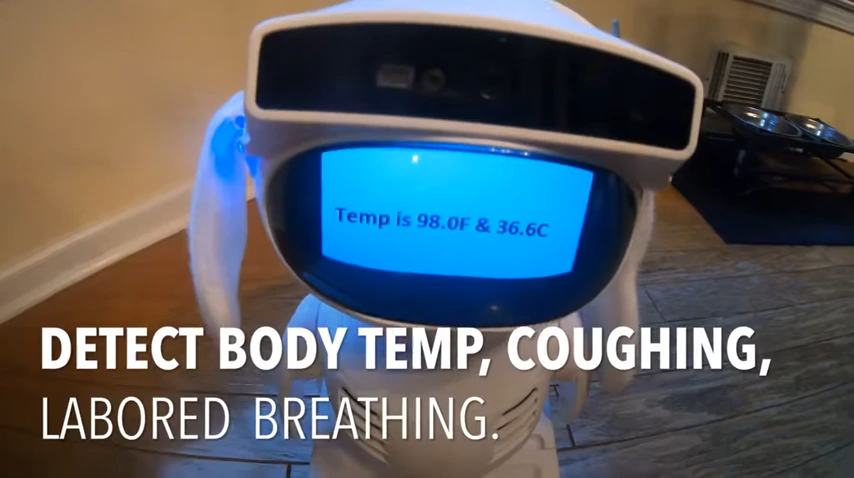 Temp is 98.0F & 36.6C
DETECT BODY TEMP, COUGHING,
LABORED BREATHING.